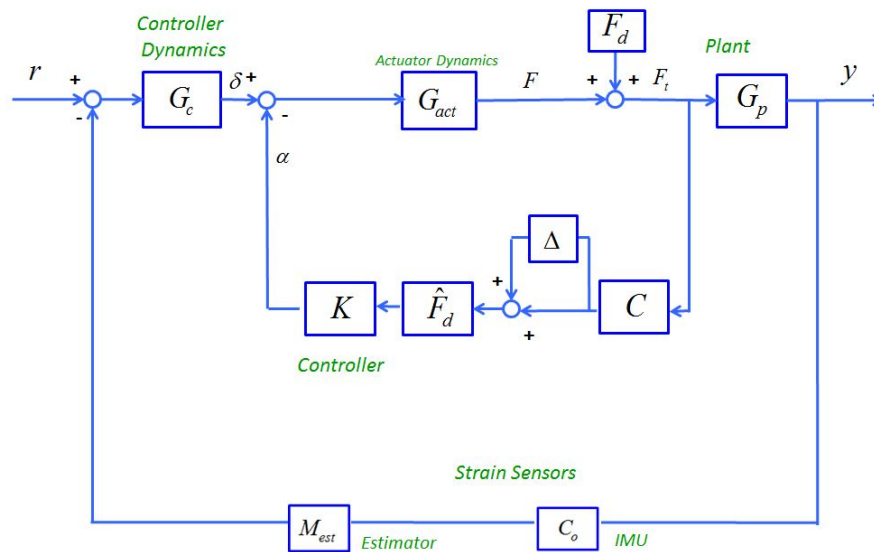 Controller
Dynamics
r
+
-
G_c
δ
+
-
Actuator Dynamics
G_act
F
F_d
+
+
F_t
Plant
G_p
y
α
Δ
+
+
K
F̂_d
C
Controller
Strain Sensors
M_est
Estimator
C_o
IMU